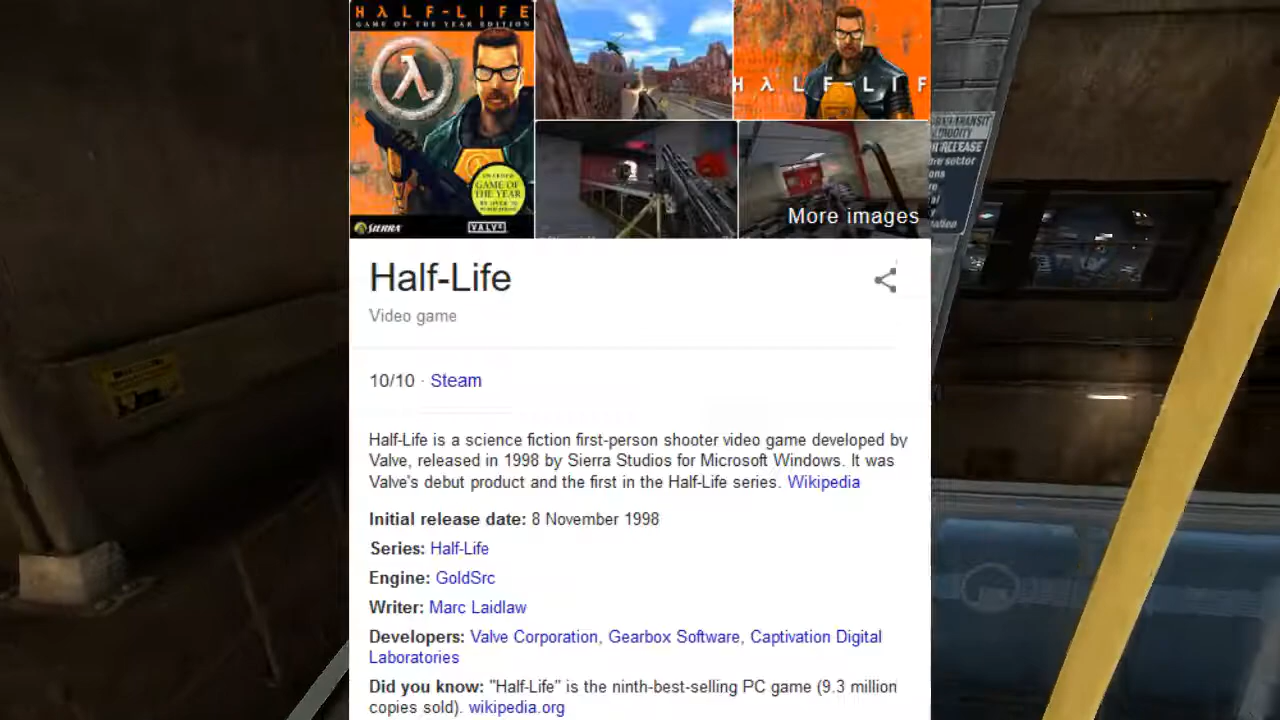 HALF-LIFE
GAME OF THE YEAR EDITION
GAME OF
THE YEAR
SIERRA
VALVE
HALF-LIF
More images
Half-Life
Video game
10/10 · Steam
Half-Life is a science fiction first-person shooter video game developed by
Valve, released in 1998 by Sierra Studios for Microsoft Windows. It was
Valve's debut product and the first in the Half-Life series. Wikipedia
Initial release date: 8 November 1998
Series: Half-Life
Engine: GoldSrc
Writer: Marc Laidlaw
Developers: Valve Corporation, Gearbox Software, Captivation Digital
Laboratories
Did you know: "Half-Life" is the ninth-best-selling PC game (9.3 million
copies sold). wikipedia.org
TRANSIT
RELEASE
sector